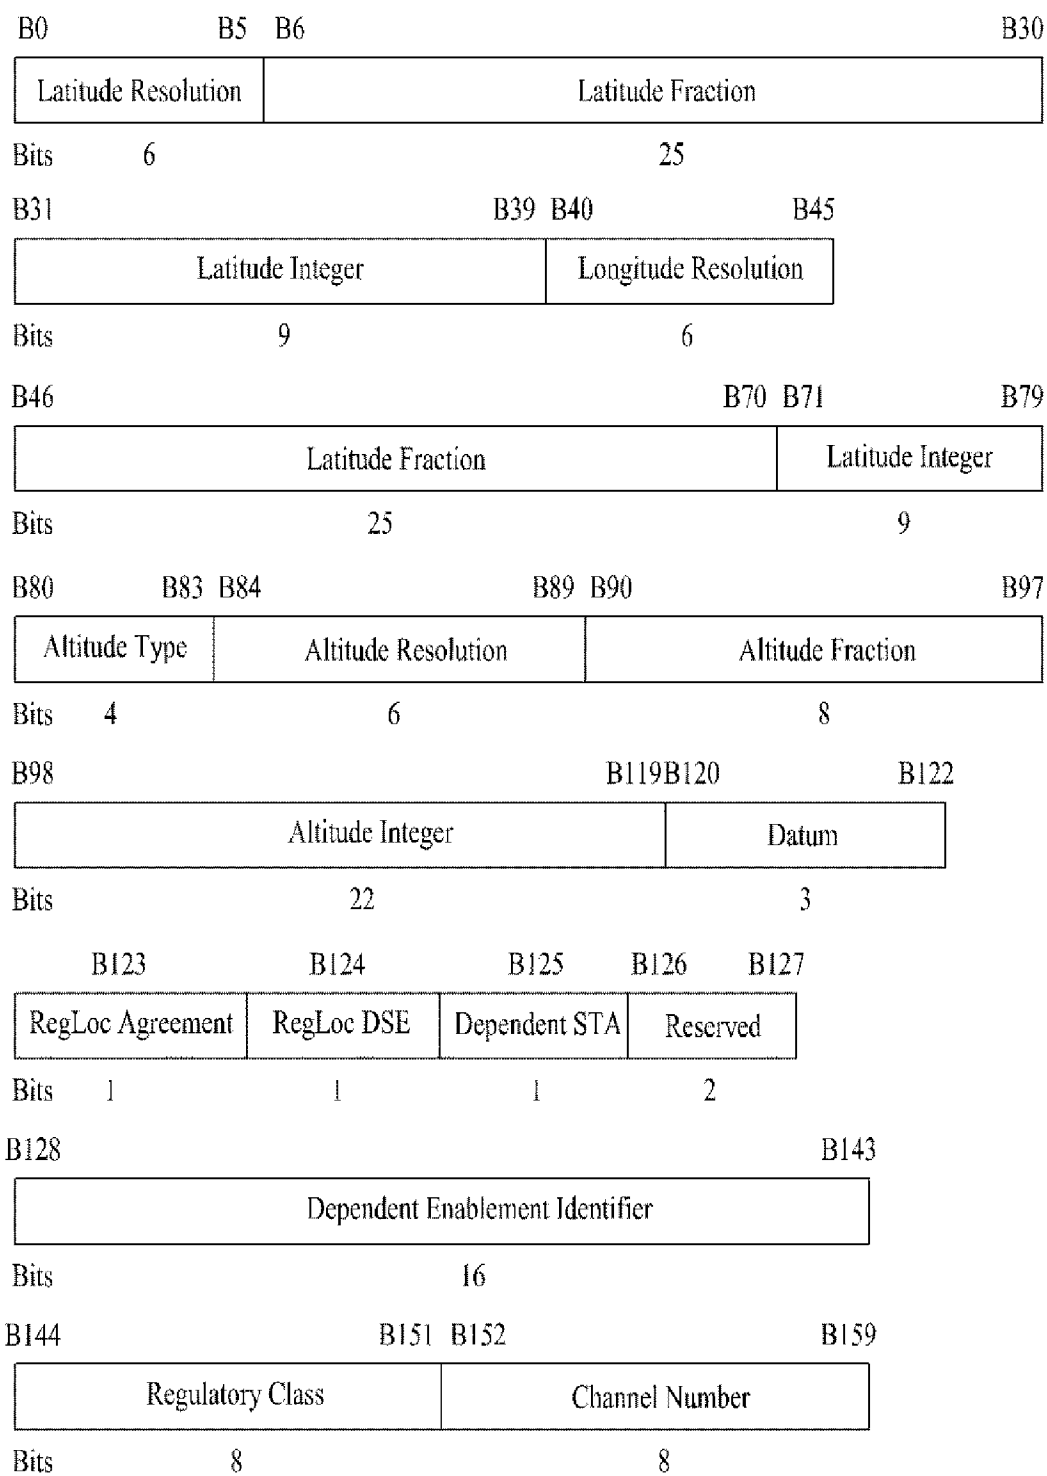 B0 B5 B6 B30
Latitude Resolution Latitude Fraction
Bits 6 25
B31 B39 B40 B45
Latitude Integer Longitude Resolution
Bits 9 6
B46 B70 B71 B79
Latitude Fraction Latitude Integer
Bits 25 9
B80 B83 B84 B89 B90 B97
Altitude Type Altitude Resolution Altitude Fraction
Bits 4 6 8
B98 B119 B120 B122
Altitude Integer Datum
Bits 22 3
B123 B124 B125 B126 B127
RegLoc Agreement RegLoc DSE Dependent STA Reserved
Bits 1 1 1 2
B128 B143
Dependent Enablement Identifier
Bits 16
B144 B151 B152 B159
Regulatory Class Channel Number
Bits 8 8